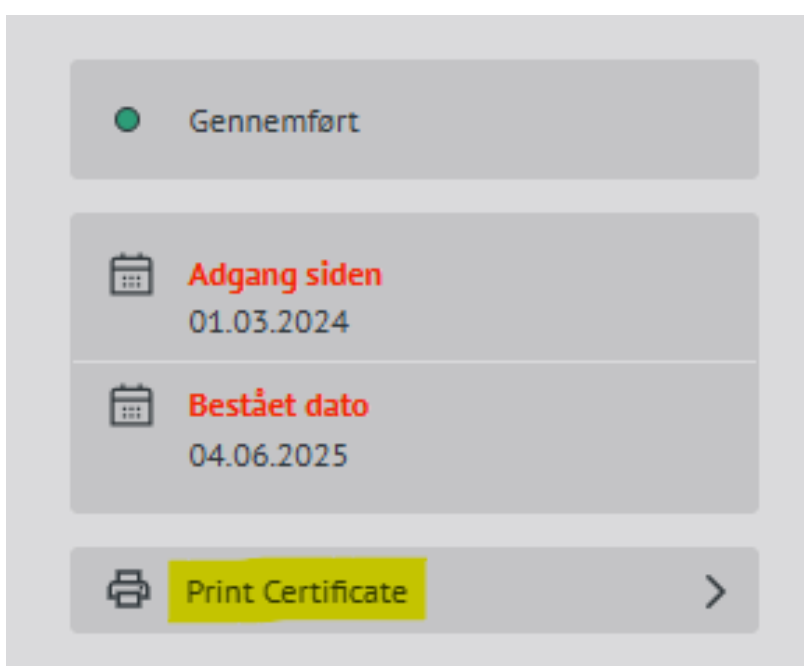 Gennemført
Adgang siden
01.03.2024
Bestået dato
04.06.2025
Print Certificate